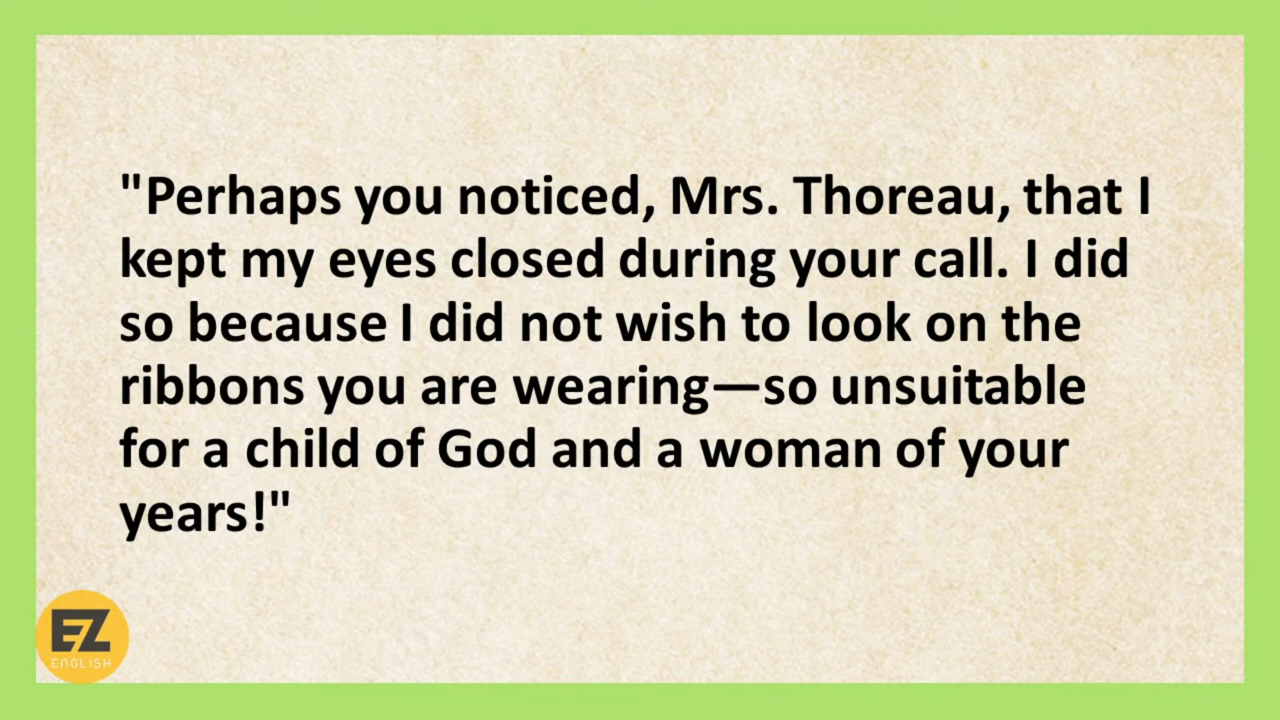 "Perhaps you noticed, Mrs. Thoreau, that I
kept my eyes closed during your call. I did
so because I did not wish to look on the
ribbons you are wearing—so unsuitable
for a child of God and a woman of your
years!"
EZ
ENGLISH